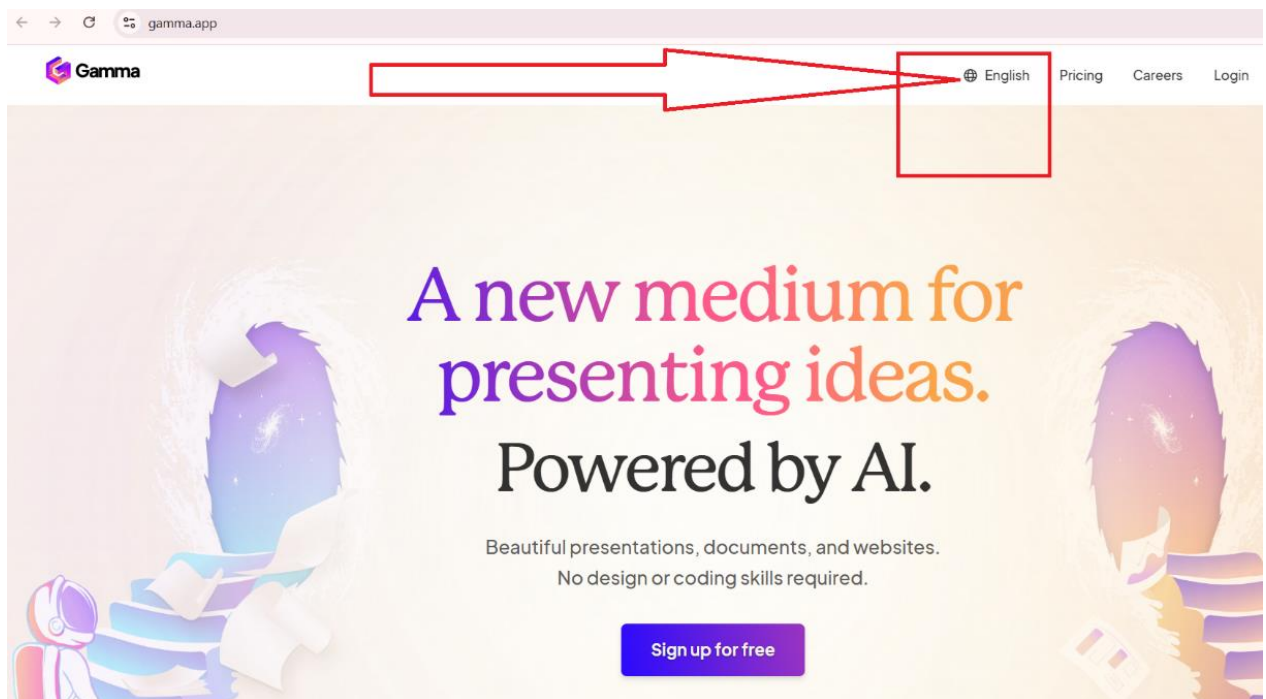 gamma.app
Gamma
English Pricing Careers Login
A new medium for
presenting ideas.
Powered by AI.
Beautiful presentations, documents, and websites.
No design or coding skills required.
Sign up for free